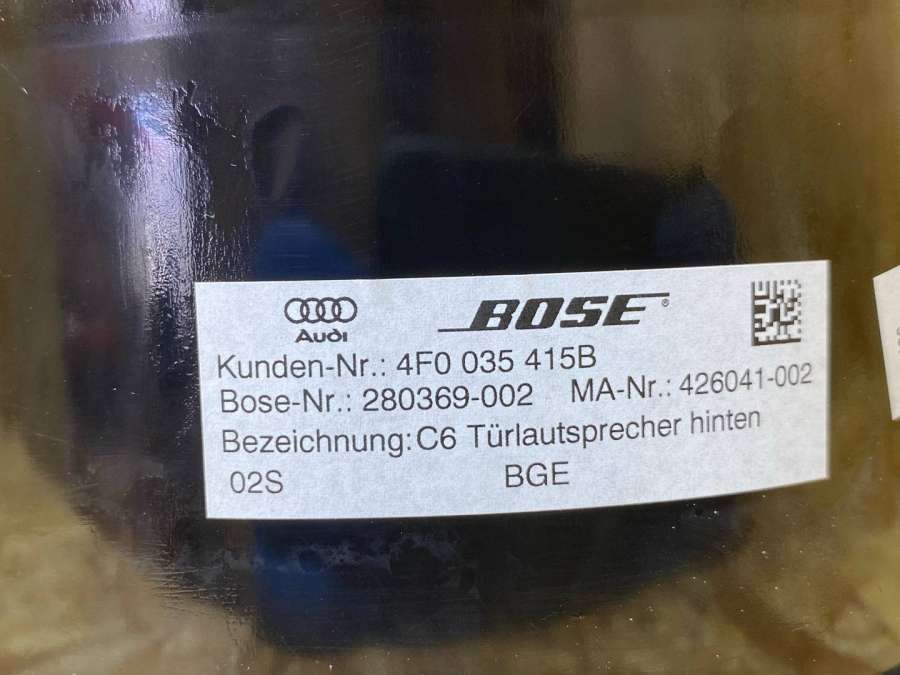 Audi BOSE®
Kunden-Nr.: 4F0 035 415B
Bose-Nr.: 280369-002 MA-Nr.: 426041-002
Bezeichnung:C6 Türlautsprecher hinten
02S BGE